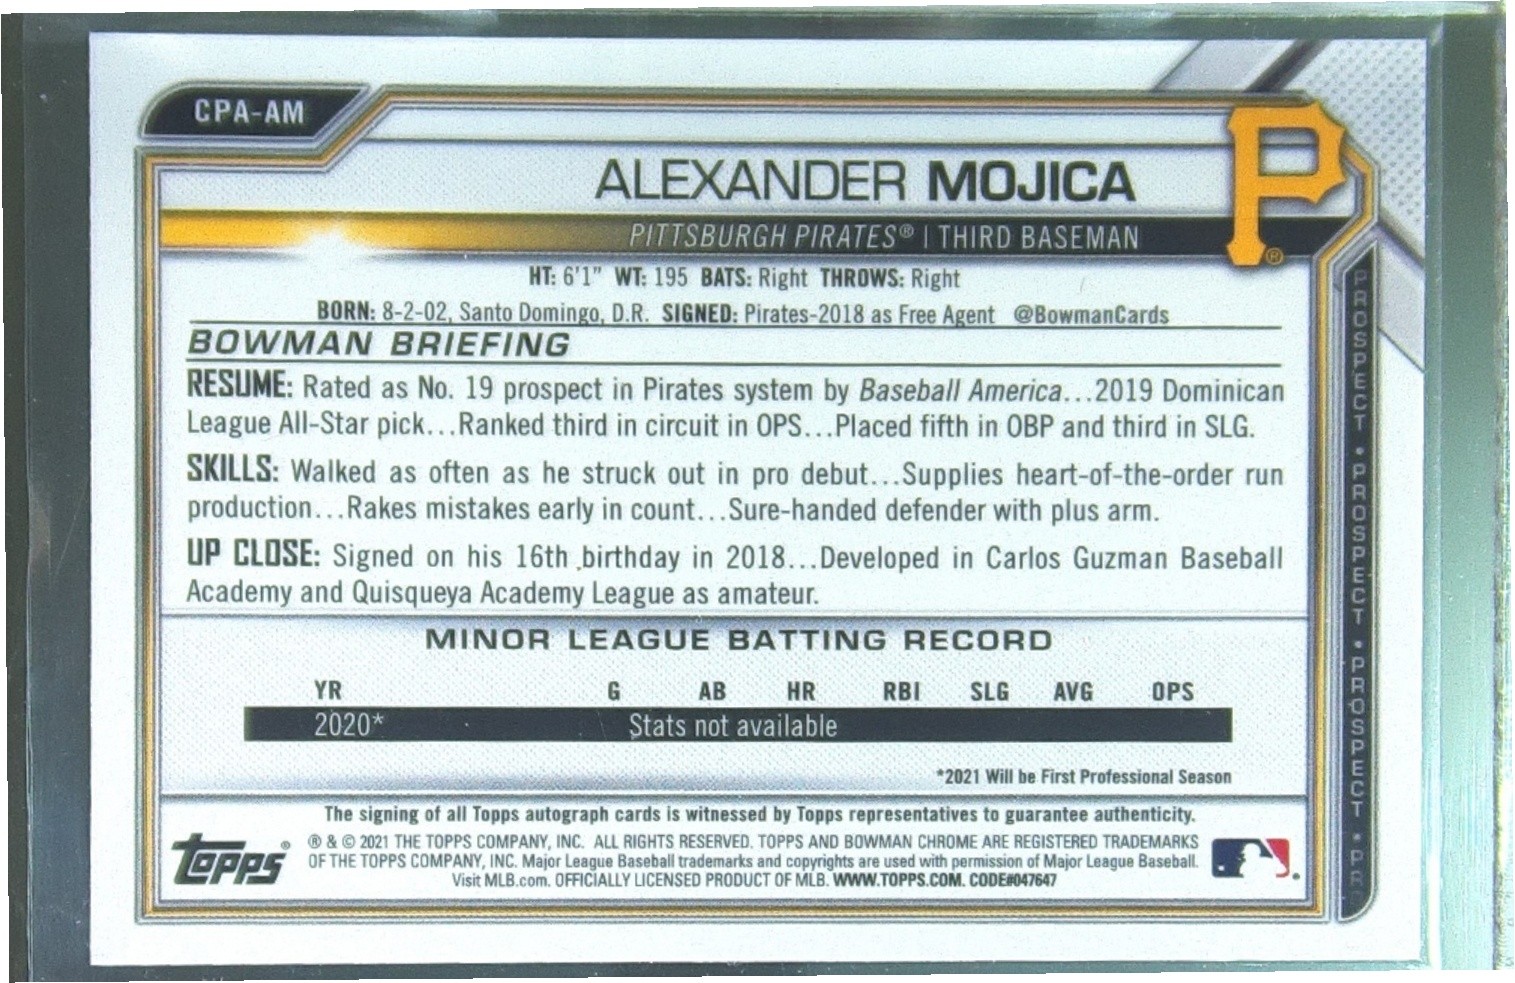 CPA-AM
ALEXANDER MOJICA
P®
PITTSBURGH PIRATES® | THIRD BASEMAN
HT: 6'1" WT: 195 BATS: Right THROWS: Right
BORN: 8-2-02, Santo Domingo, D.R. SIGNED: Pirates-2018 as Free Agent @BowmanCards
BOWMAN BRIEFING
RESUME: Rated as No. 19 prospect in Pirates system by Baseball America...2019 Dominican
League All-Star pick...Ranked third in circuit in OPS...Placed fifth in OBP and third in SLG.
SKILLS: Walked as often as he struck out in pro debut...Supplies heart-of-the-order run
production...Rakes mistakes early in count...Sure-handed defender with plus arm.
UP CLOSE: Signed on his 16th birthday in 2018...Developed in Carlos Guzman Baseball
Academy and Quisqueya Academy League as amateur.
MINOR LEAGUE BATTING RECORD
YR G AB HR RBI SLG AVG OPS
2020* Stats not available
*2021 Will be First Professional Season
The signing of all Topps autograph cards is witnessed by Topps representatives to guarantee authenticity.
topps®
® & © 2021 THE TOPPS COMPANY, INC. ALL RIGHTS RESERVED. TOPPS AND BOWMAN CHROME ARE REGISTERED TRADEMARKS
OF THE TOPPS COMPANY, INC. Major League Baseball trademarks and copyrights are used with permission of Major League Baseball.
Visit MLB.com. OFFICIALLY LICENSED PRODUCT OF MLB. WWW.TOPPS.COM. CODE#047647
PROSPECT • PROSPECT • PROSPECT • PR